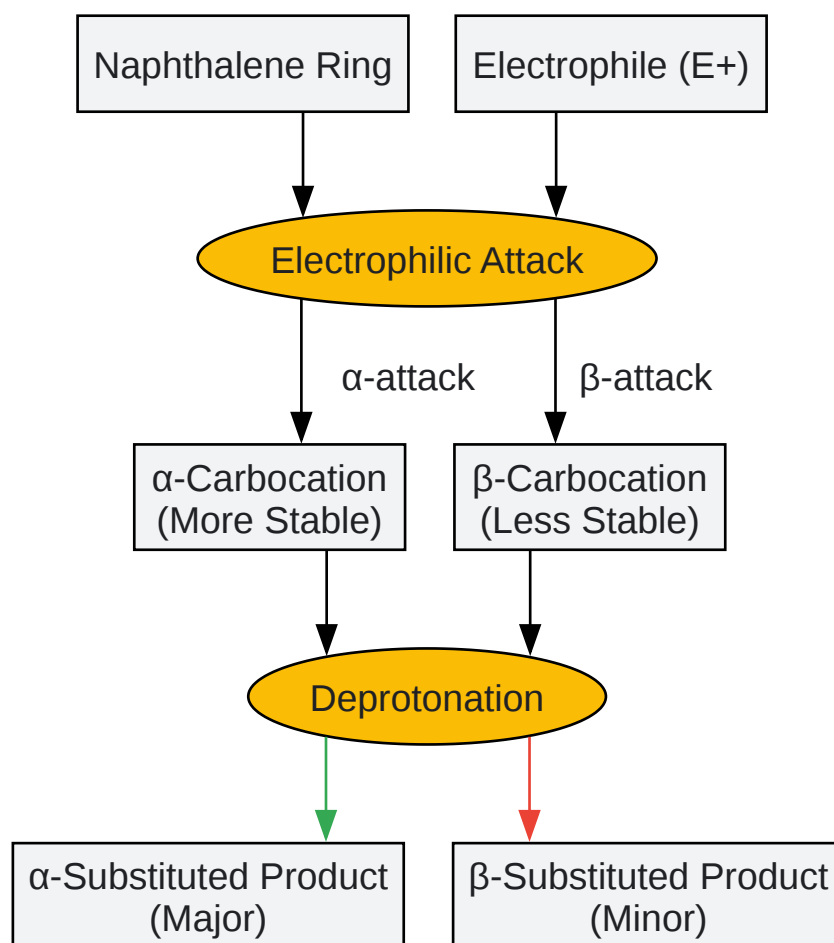 Naphthalene Ring
Electrophile (E+)
Electrophilic Attack
α-attack
β-attack
α-Carbocation
(More Stable)
β-Carbocation
(Less Stable)
Deprotonation
α-Substituted Product
(Major)
β-Substituted Product
(Minor)